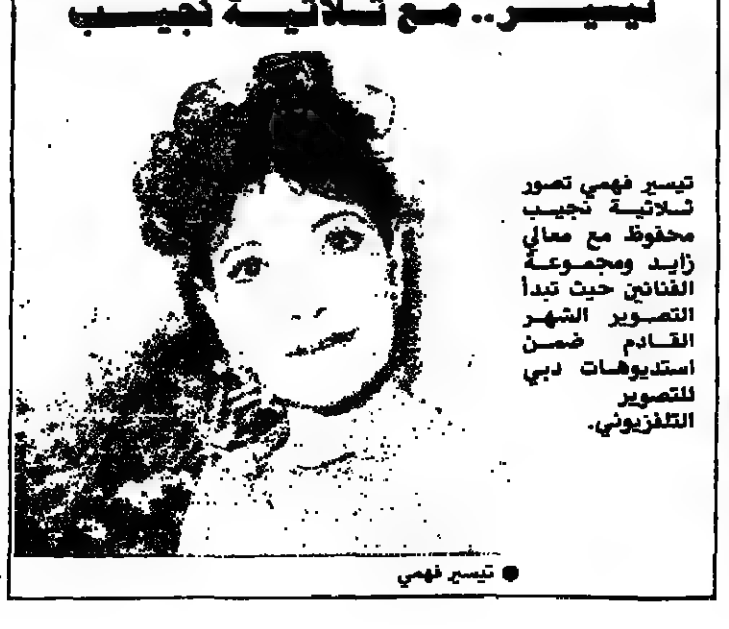 تيسير.. مع ثلاثية نجيب
تيسير فهمي تصور
ثلاثية نجيب
محفوظ مع معالي
زايد ومجموعة
الفنانين حيث تبدأ
التصوير الشهر
القادم ضمن
استديوهات دبي
للتصوير
التلفزيوني.
● تيسير فهمي